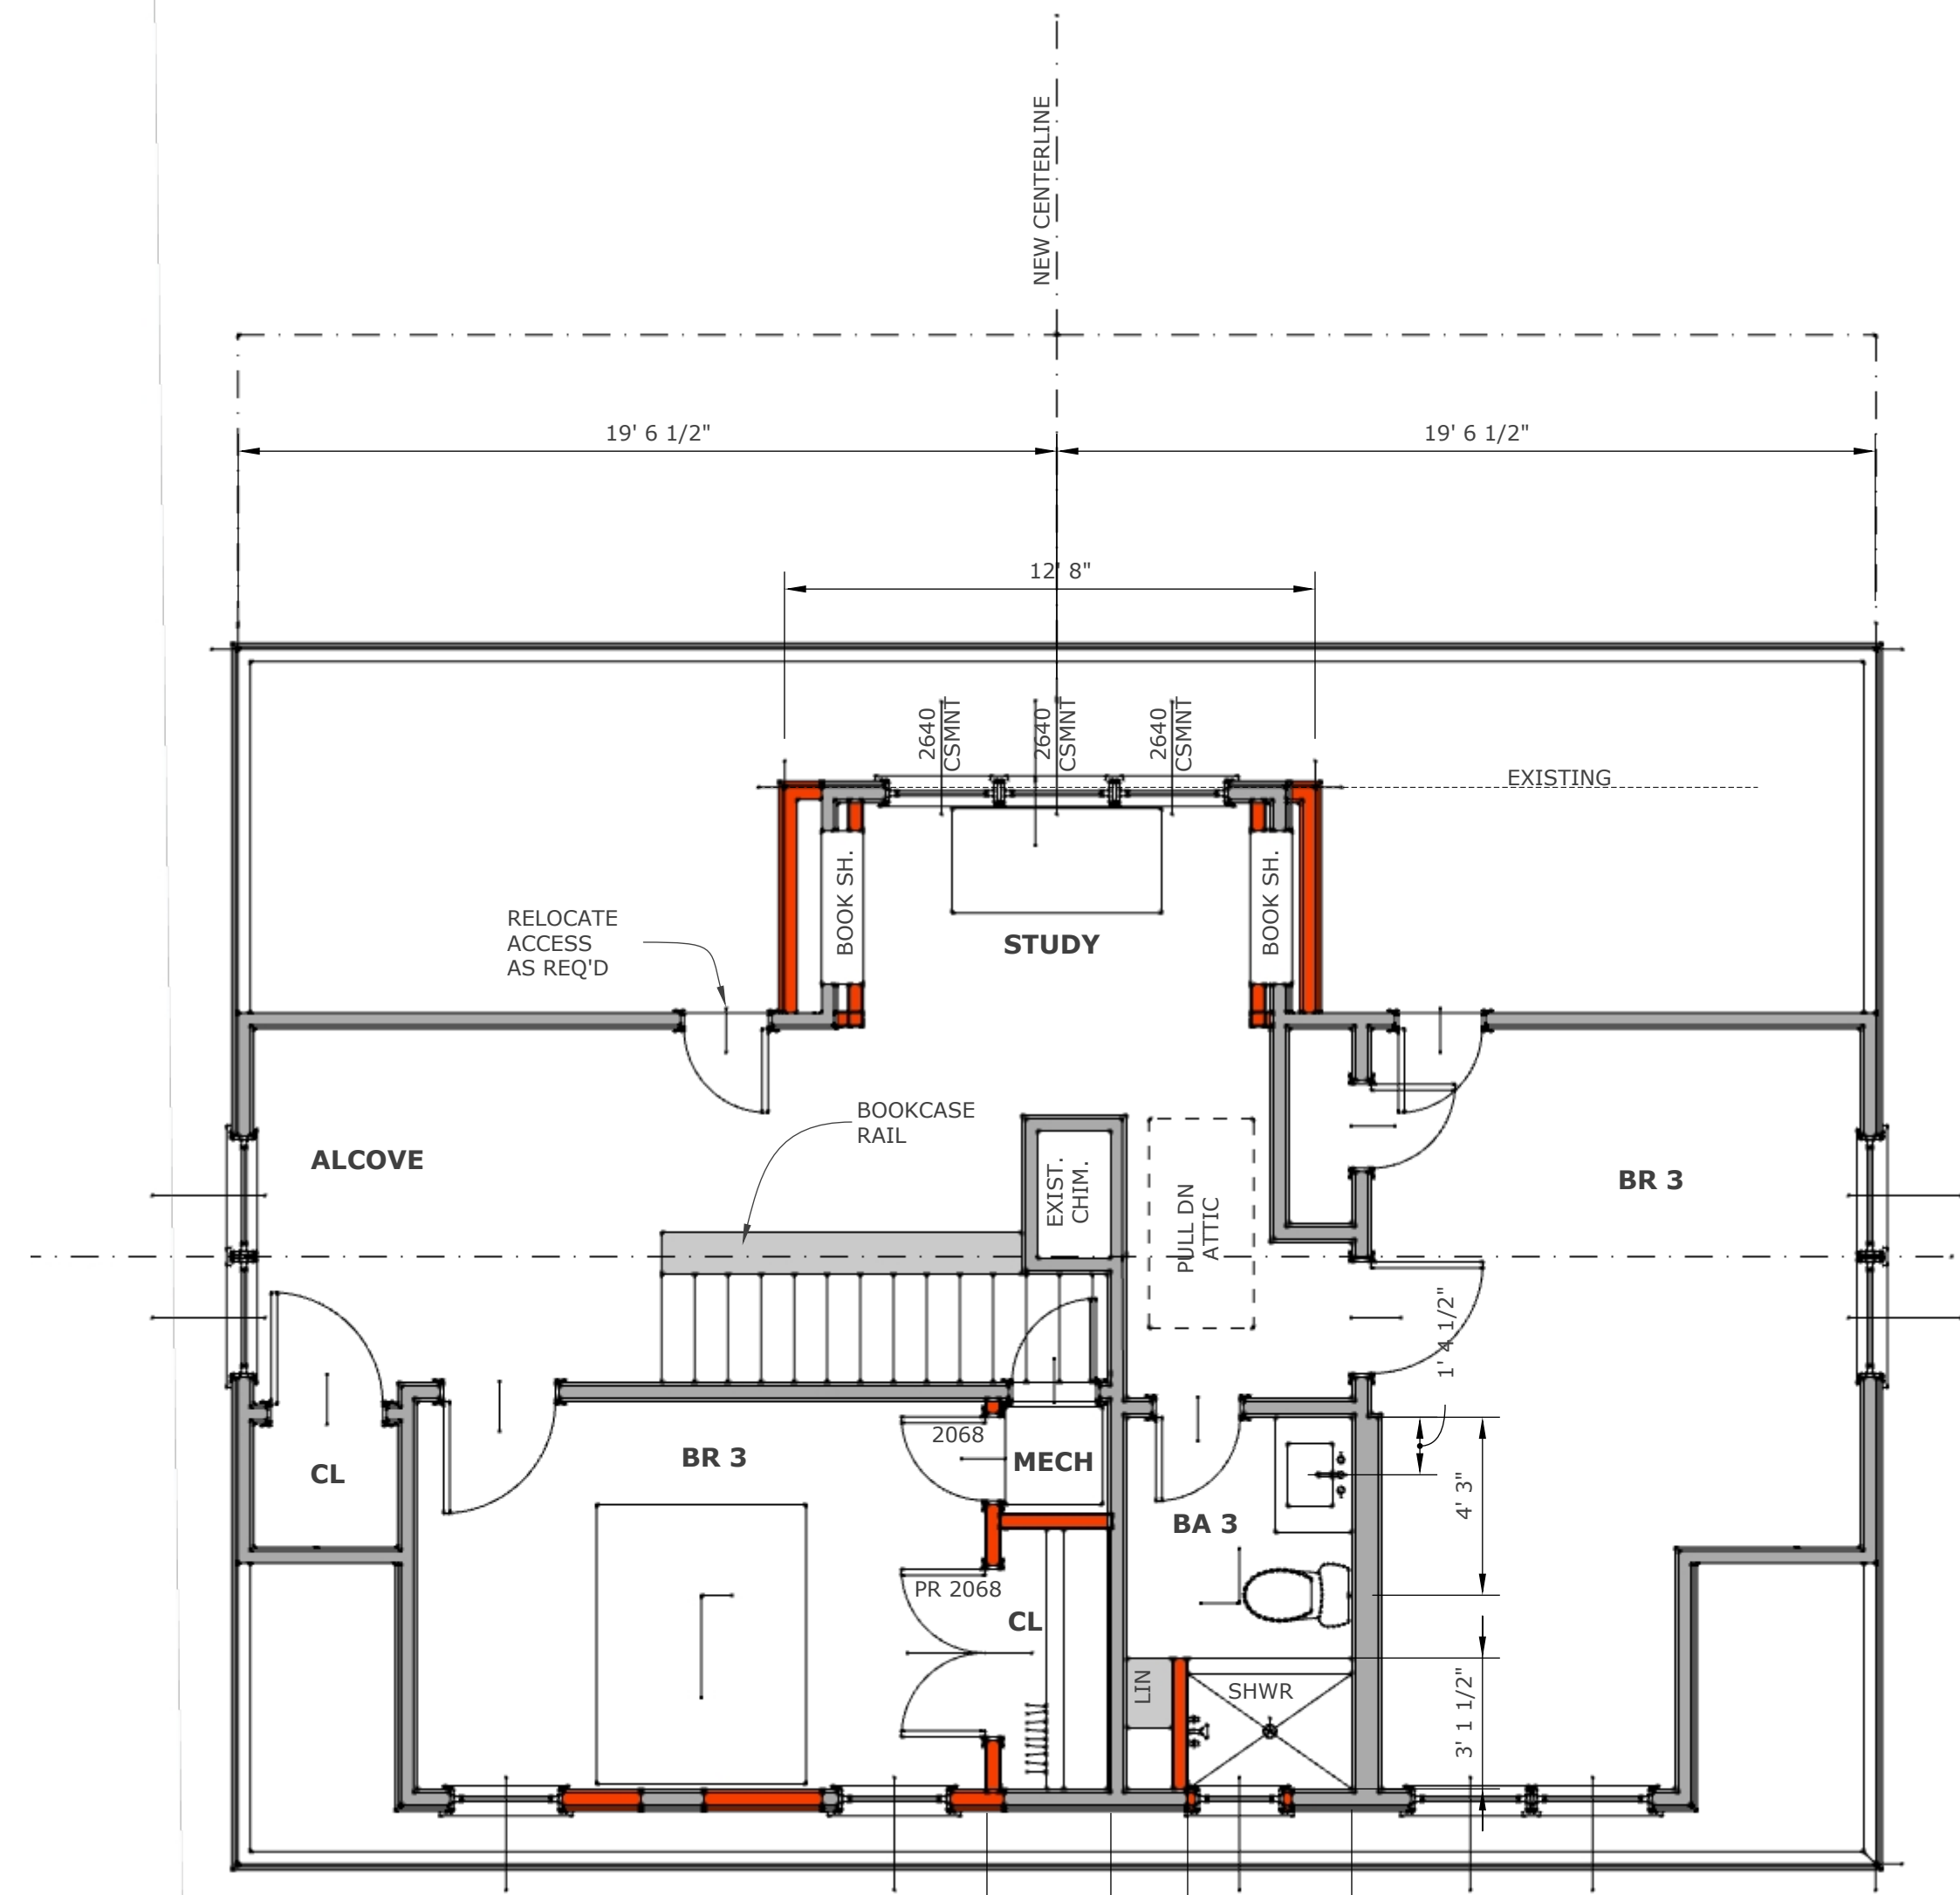 NEW CENTERLINE
19' 6 1/2"
19' 6 1/2"
12' 8"
2640
CSMNT
2640
CSMNT
2640
CSMNT
EXISTING
BOOK SH.
BOOK SH.
RELOCATE
ACCESS
AS REQ'D
STUDY
BOOKCASE
RAIL
ALCOVE
EXIST.
CHIM.
PULL DN
ATTIC
BR 3
1' 4 1/2"
2068
BR 3
MECH
CL
4' 3"
BA 3
PR 2068
CL
LIN
SHWR
3' 1 1/2"